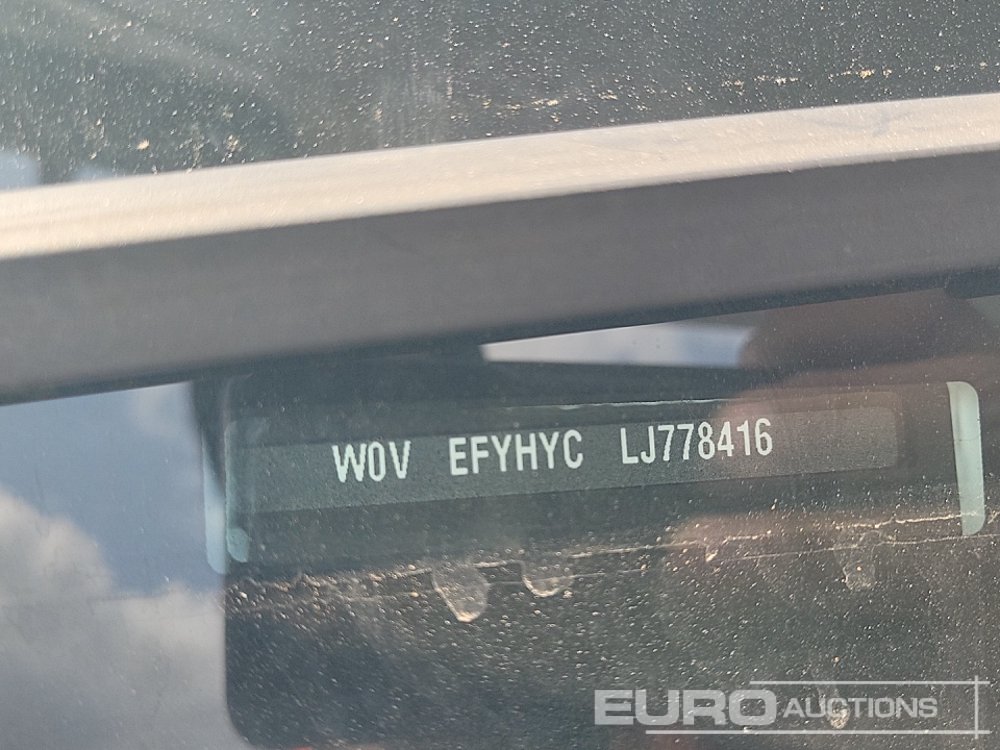 W0V EFYHYC LJ778416
EURO AUCTIONS